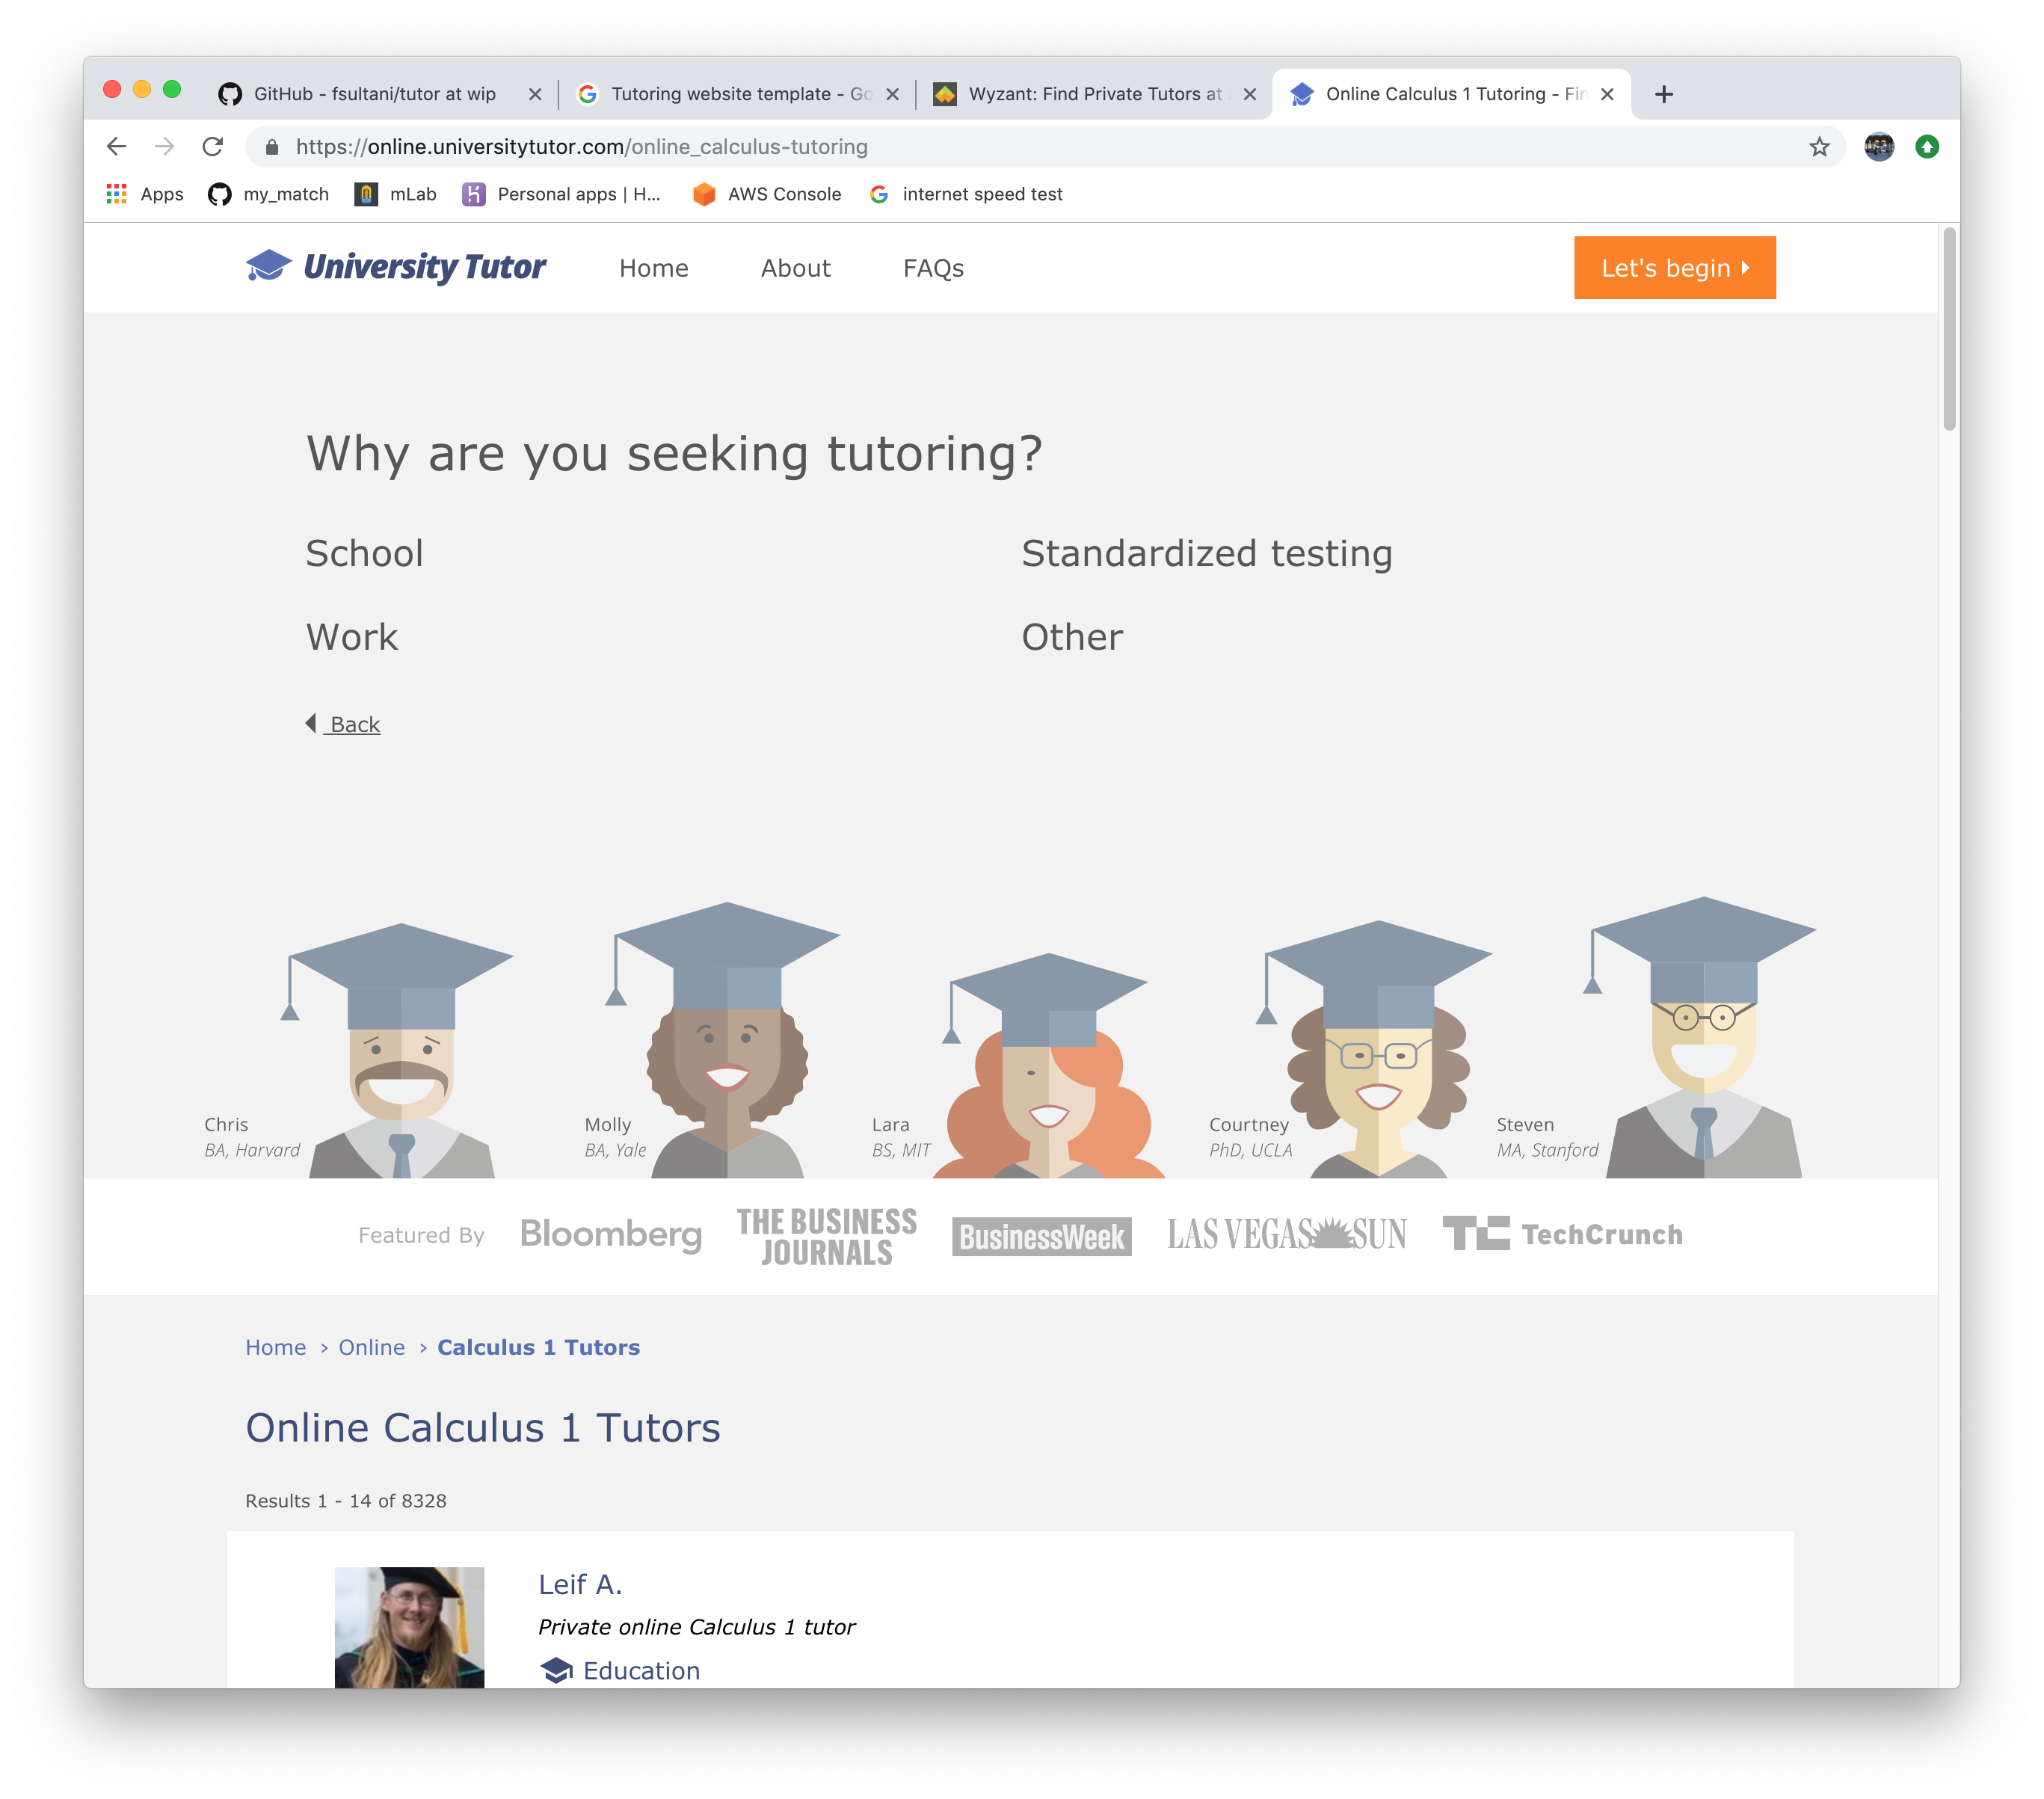 GitHub - fsultani/tutor at wip
Tutoring website template - Go
Wyzant: Find Private Tutors at
Online Calculus 1 Tutoring - Fin
https://online.universitytutor.com/online_calculus-tutoring
Apps my_match mLab Personal apps | H... AWS Console internet speed test
University Tutor Home About FAQs Let's begin
Why are you seeking tutoring?
School Standardized testing
Work Other
Back
Chris
BA, Harvard
Molly
BA, Yale
Lara
BS, MIT
Courtney
PhD, UCLA
Steven
MA, Stanford
Featured By Bloomberg
THE BUSINESS
JOURNALS
BusinessWeek
LAS VEGAS SUN
TC TechCrunch
Home › Online › Calculus 1 Tutors
Online Calculus 1 Tutors
Results 1 - 14 of 8328
Leif A.
Private online Calculus 1 tutor
Education